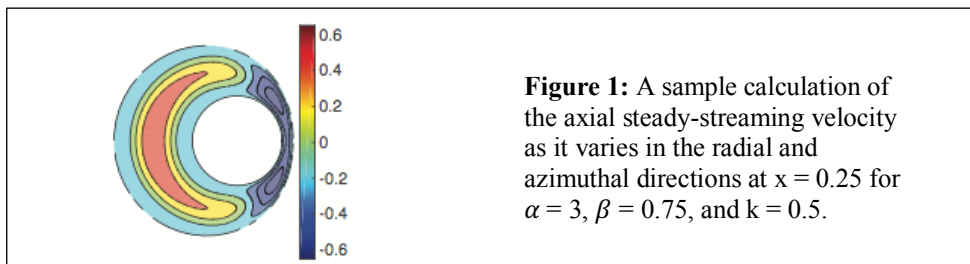 0.6
0.4
0.2
0
-0.2
-0.4
-0.6
Figure 1: A sample calculation of
the axial steady-streaming velocity
as it varies in the radial and
azimuthal directions at x = 0.25 for
𝛼 = 3, 𝛽 = 0.75, and k = 0.5.